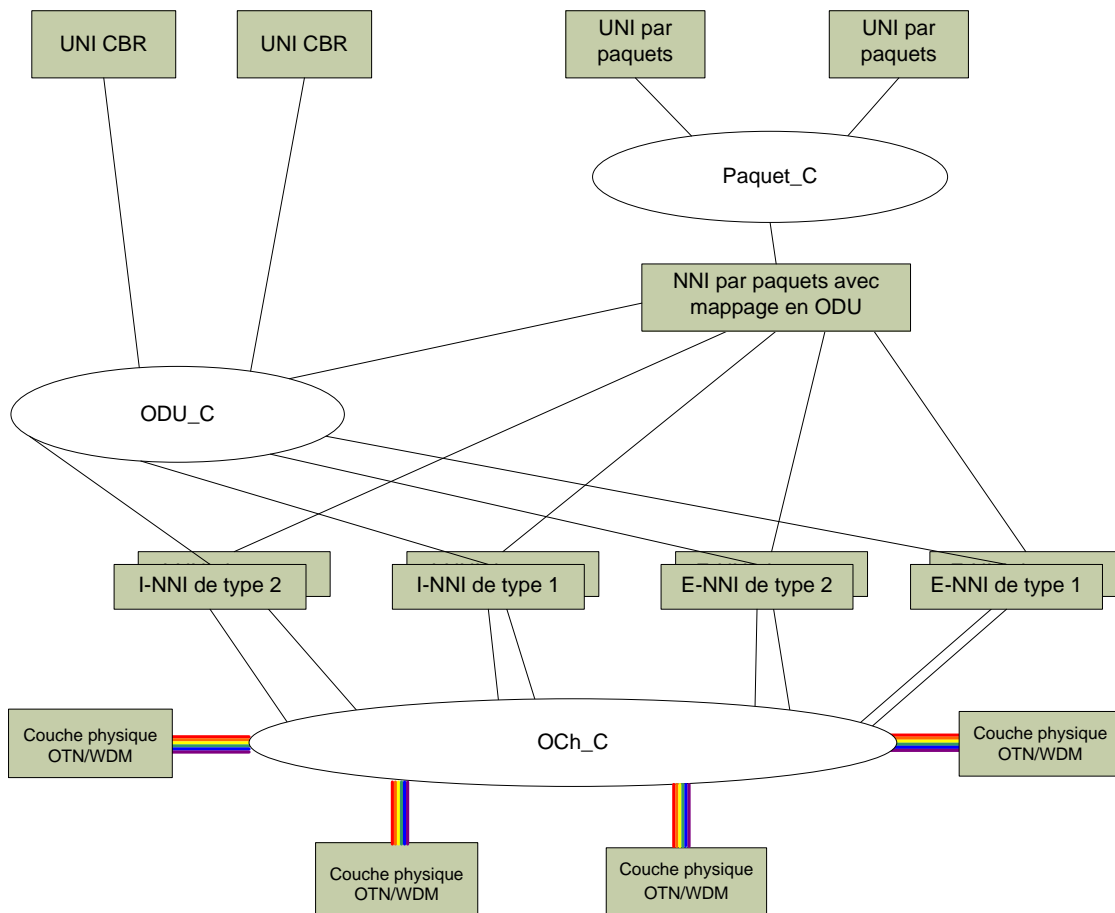 UNI CBR
UNI CBR
UNI par
paquets
UNI par
paquets
Paquet_C
NNI par paquets avec
mappage en ODU
ODU_C
I-NNI de type 2
I-NNI de type 1
E-NNI de type 2
E-NNI de type 1
Couche physique
OTN/WDM
OCh_C
Couche physique
OTN/WDM
Couche physique
OTN/WDM
Couche physique
OTN/WDM